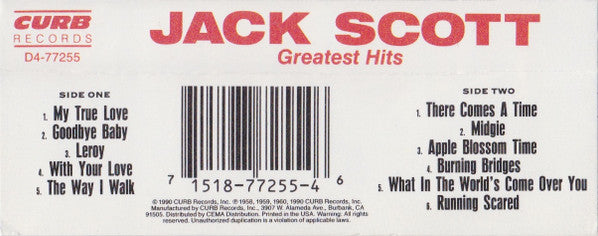 CURB
RECORDS
D4-77255
JACK SCOTT
Greatest Hits
SIDE ONE
1. My True Love
2. Goodbye Baby
3. Leroy
4. With Your Love
5. The Way I Walk
7 1518-77255-4 6
SIDE TWO
1. There Comes A Time
2. Midgie
3. Apple Blossom Time
4. Burning Bridges
5. What In The World's Come Over You
6. Running Scared
© 1990 CURB Records, Inc. ℗ 1958, 1959, 1960, 1990 CURB Records, Inc.
Manufactured by CURB Records, Inc., 3907 W. Alameda Ave., Burbank, CA
91505. Distributed by CEMA Distribution. Printed in the USA. Warning: All rights
reserved. Unauthorized duplication is a violation of applicable laws.